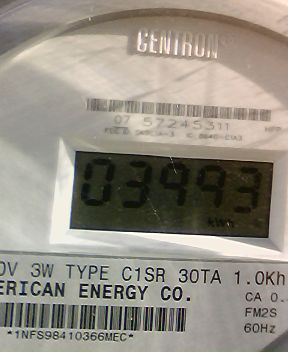 CENTRON
07 57245311
03993
kWh
0V 3W TYPE C1SR 30TA 1.0Kh
ERICAN ENERGY CO.
CA 0.
FM2S
60Hz
*1NFS98410366MEC*